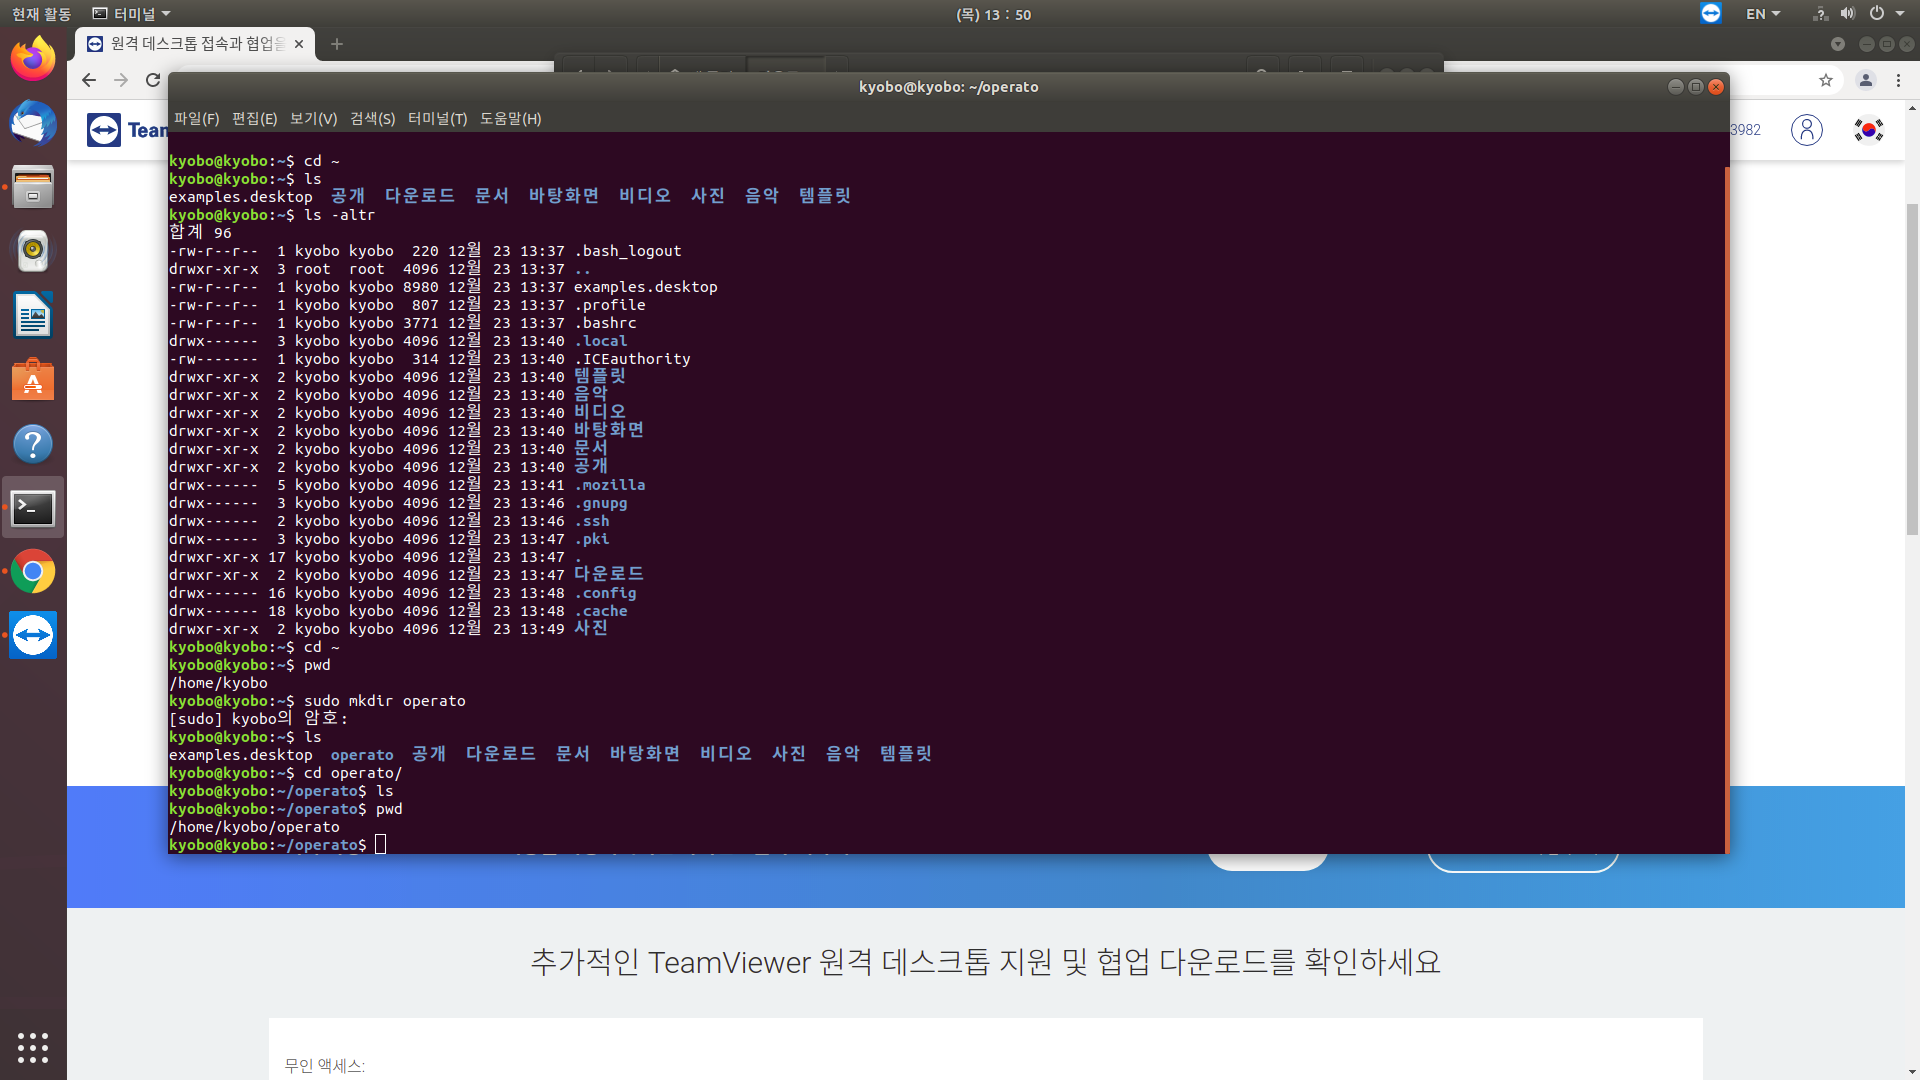 현재 활동 터미널 (목) 13 : 50 EN
원격 데스크톱 접속과 협업을
kyobo@kyobo: ~/operato
파일(F) 편집(E) 보기(V) 검색(S) 터미널(T) 도움말(H)
Team 3982
kyobo@kyobo:~$ cd ~
kyobo@kyobo:~$ ls
examples.desktop 공개 다운로드 문서 바탕화면 비디오 사진 음악 템플릿
kyobo@kyobo:~$ ls -altr
합계 96
-rw-r--r-- 1 kyobo kyobo 220 12월 23 13:37 .bash_logout
drwxr-xr-x 3 root root 4096 12월 23 13:37 ..
-rw-r--r-- 1 kyobo kyobo 8980 12월 23 13:37 examples.desktop
-rw-r--r-- 1 kyobo kyobo 807 12월 23 13:37 .profile
-rw-r--r-- 1 kyobo kyobo 3771 12월 23 13:37 .bashrc
drwx------ 3 kyobo kyobo 4096 12월 23 13:40 .local
-rw------- 1 kyobo kyobo 314 12월 23 13:40 .ICEauthority
drwxr-xr-x 2 kyobo kyobo 4096 12월 23 13:40 템플릿
drwxr-xr-x 2 kyobo kyobo 4096 12월 23 13:40 음악
drwxr-xr-x 2 kyobo kyobo 4096 12월 23 13:40 비디오
drwxr-xr-x 2 kyobo kyobo 4096 12월 23 13:40 바탕화면
drwxr-xr-x 2 kyobo kyobo 4096 12월 23 13:40 문서
drwxr-xr-x 2 kyobo kyobo 4096 12월 23 13:40 공개
drwx------ 5 kyobo kyobo 4096 12월 23 13:41 .mozilla
drwx------ 3 kyobo kyobo 4096 12월 23 13:46 .gnupg
drwx------ 2 kyobo kyobo 4096 12월 23 13:46 .ssh
drwx------ 3 kyobo kyobo 4096 12월 23 13:47 .pki
drwxr-xr-x 17 kyobo kyobo 4096 12월 23 13:47 .
drwxr-xr-x 2 kyobo kyobo 4096 12월 23 13:47 다운로드
drwx------ 16 kyobo kyobo 4096 12월 23 13:48 .config
drwx------ 18 kyobo kyobo 4096 12월 23 13:48 .cache
drwxr-xr-x 2 kyobo kyobo 4096 12월 23 13:49 사진
kyobo@kyobo:~$ cd ~
kyobo@kyobo:~$ pwd
/home/kyobo
kyobo@kyobo:~$ sudo mkdir operato
[sudo] kyobo의 암호:
kyobo@kyobo:~$ ls
examples.desktop operato 공개 다운로드 문서 바탕화면 비디오 사진 음악 템플릿
kyobo@kyobo:~$ cd operato/
kyobo@kyobo:~/operato$ ls
kyobo@kyobo:~/operato$ pwd
/home/kyobo/operato
kyobo@kyobo:~/operato$
추가적인 TeamViewer 원격 데스크톱 지원 및 협업 다운로드를 확인하세요
무인 액세스: